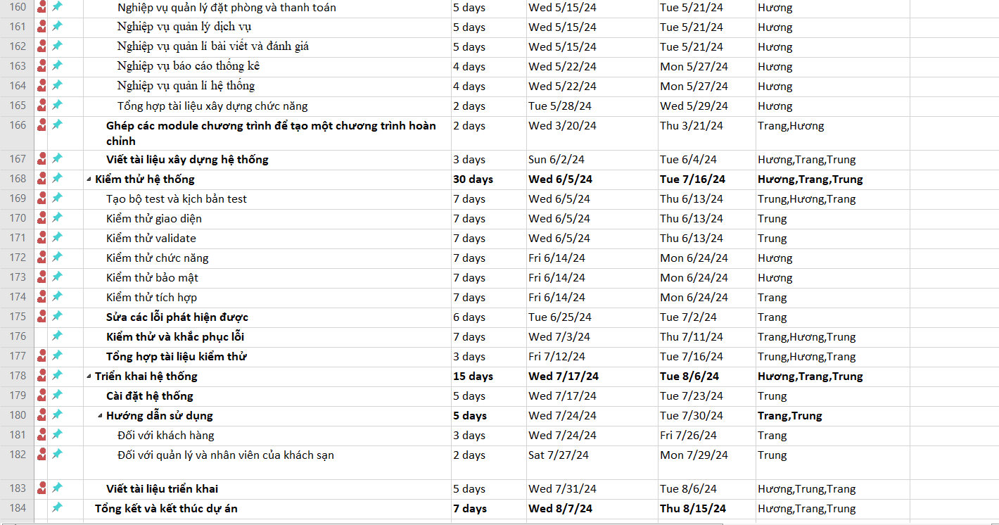 160 Nghiệp vụ quản lý đặt phòng và thanh toán 5 days Wed 5/15/24 Tue 5/21/24 Hương
161 Nghiệp vụ quản lý dịch vụ 5 days Wed 5/15/24 Tue 5/21/24 Hương
162 Nghiệp vụ quản lí bài viết và đánh giá 5 days Wed 5/15/24 Tue 5/21/24 Hương
163 Nghiệp vụ báo cáo thống kê 4 days Wed 5/22/24 Mon 5/27/24 Hương
164 Nghiệp vụ quản lí hệ thống 4 days Wed 5/22/24 Mon 5/27/24 Hương
165 Tổng hợp tài liệu xây dựng chức năng 2 days Tue 5/28/24 Wed 5/29/24 Hương
166 Ghép các module chương trình để tạo một chương trình hoàn 2 days Wed 3/20/24 Thu 3/21/24 Trang,Hương
chỉnh
167 Viết tài liệu xây dựng hệ thống 3 days Sun 6/2/24 Tue 6/4/24 Hương,Trang,Trung
168 Kiểm thử hệ thống 30 days Wed 6/5/24 Tue 7/16/24 Hương,Trang,Trung
169 Tạo bộ test và kịch bản test 7 days Wed 6/5/24 Thu 6/13/24 Trung,Hương,Trang
170 Kiểm thử giao diện 7 days Wed 6/5/24 Thu 6/13/24 Trung
171 Kiểm thử validate 7 days Wed 6/5/24 Thu 6/13/24 Trung
172 Kiểm thử chức năng 7 days Fri 6/14/24 Mon 6/24/24 Hương
173 Kiểm thử bảo mật 7 days Fri 6/14/24 Mon 6/24/24 Hương
174 Kiểm thử tích hợp 7 days Fri 6/14/24 Mon 6/24/24 Trang
175 Sửa các lỗi phát hiện được 6 days Tue 6/25/24 Tue 7/2/24 Trang
176 Kiểm thử và khắc phục lỗi 7 days Wed 7/3/24 Thu 7/11/24 Trang,Hương,Trung
177 Tổng hợp tài liệu kiểm thử 3 days Fri 7/12/24 Tue 7/16/24 Trung,Hương,Trang
178 Triển khai hệ thống 15 days Wed 7/17/24 Tue 8/6/24 Hương,Trang,Trung
179 Cài đặt hệ thống 5 days Wed 7/17/24 Tue 7/23/24 Trung
180 Hướng dẫn sử dụng 5 days Wed 7/24/24 Tue 7/30/24 Trang,Trung
181 Đối với khách hàng 3 days Wed 7/24/24 Fri 7/26/24 Trang
182 Đối với quản lý và nhân viên của khách sạn 2 days Sat 7/27/24 Mon 7/29/24 Trung
183 Viết tài liệu triển khai 5 days Wed 7/31/24 Tue 8/6/24 Hương,Trung,Trang
184 Tổng kết và kết thúc dự án 7 days Wed 8/7/24 Thu 8/15/24 Hương,Trang,Trung